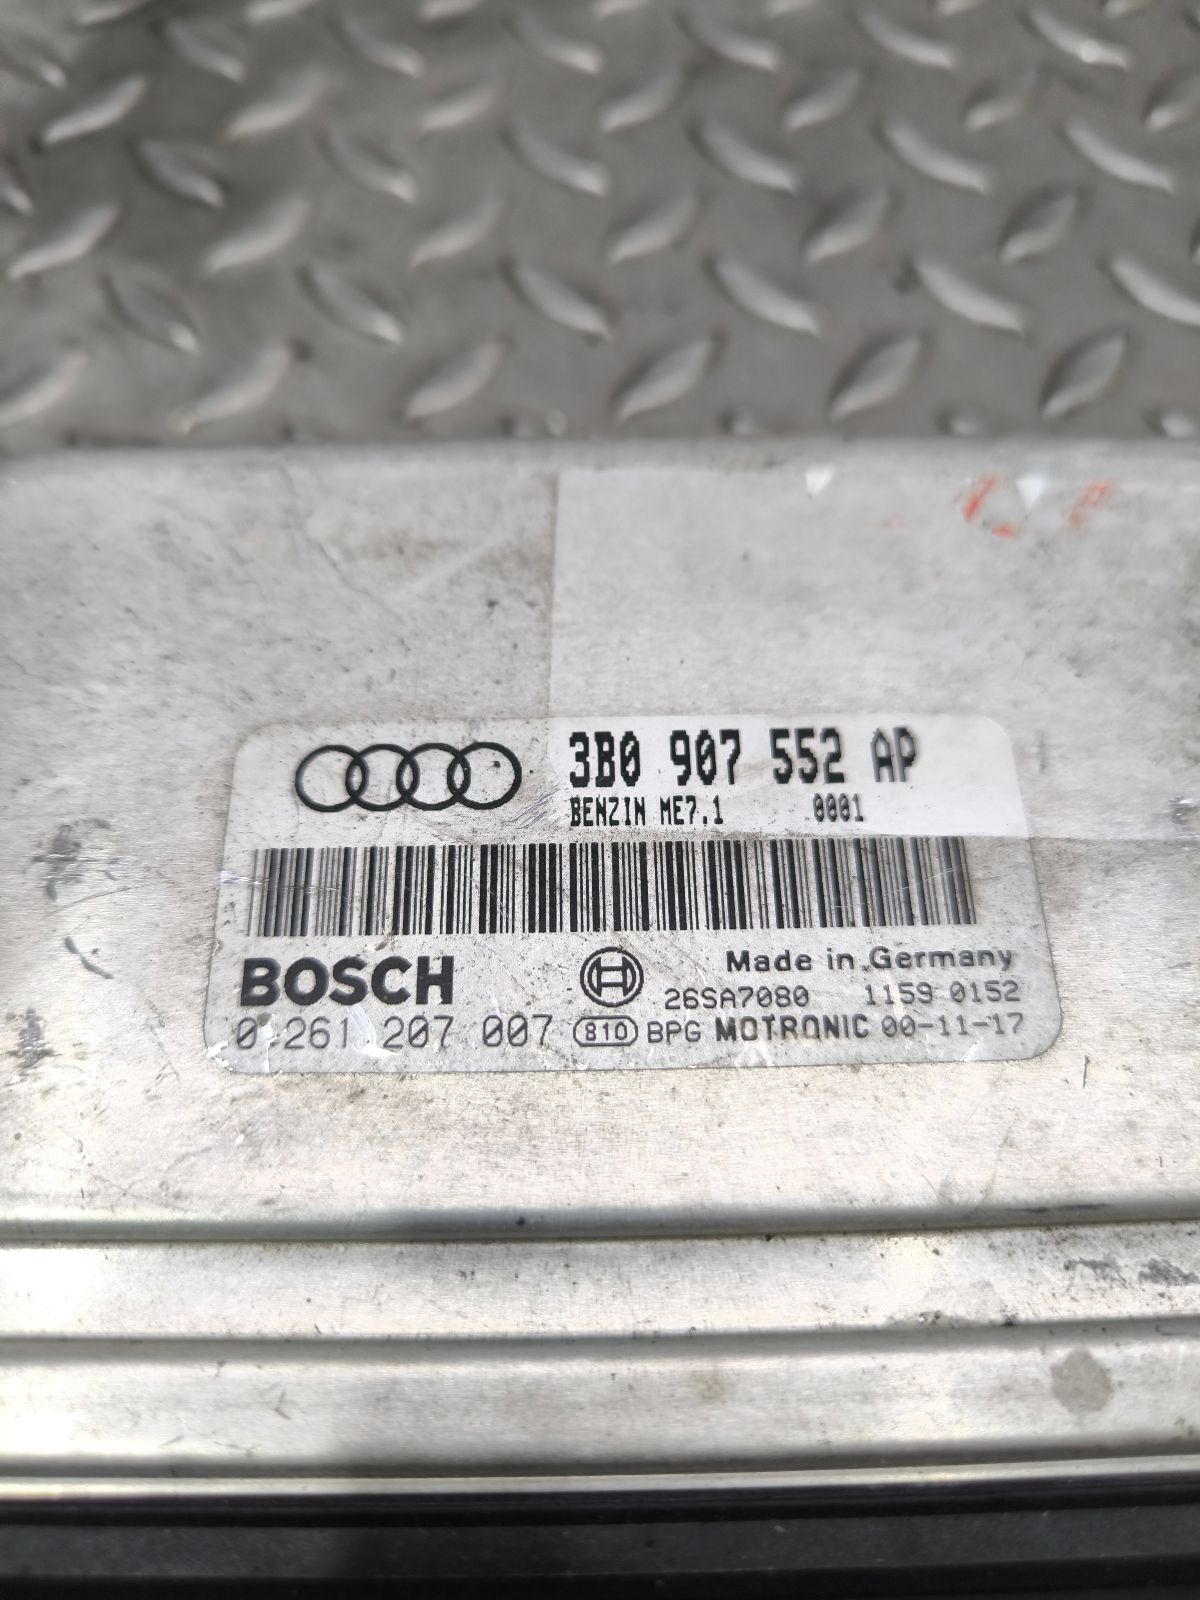 3B0 907 552 AP
BENZIN ME7.1 0001
BOSCH
Made in Germany
26SA7080 1159 0152
0 261 207 007 810 BPG MOTRONIC 00-11-17